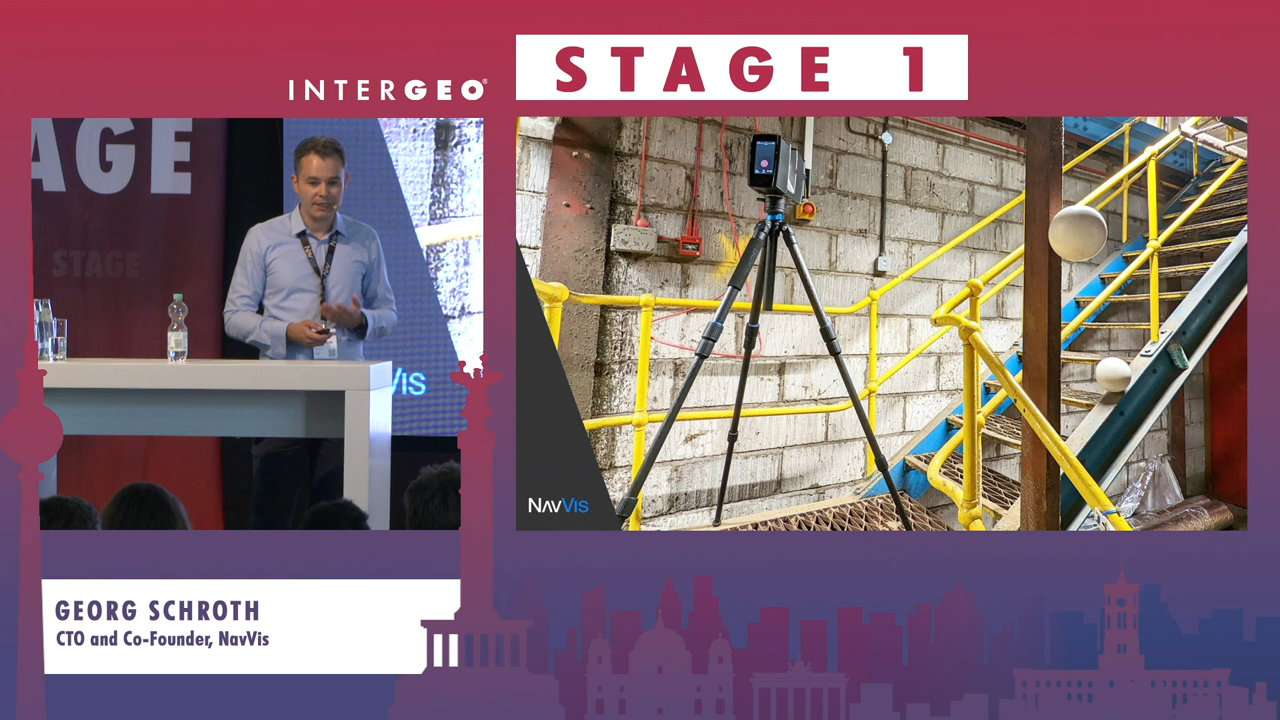 INTERGEO®
STAGE 1
AGE
STAGE
Vis
NAVVIS
GEORG SCHROTH
CTO and Co-Founder, NavVis